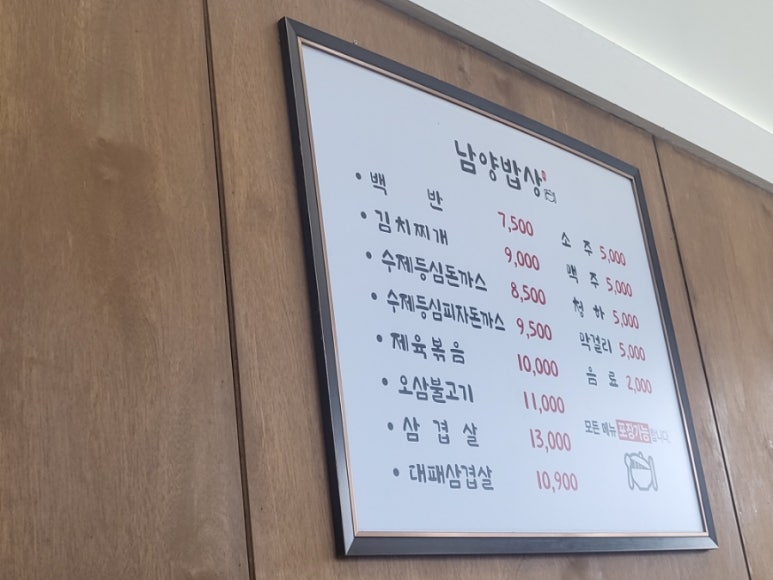 남양밥상
백 반 7,500
김치찌개 9,000
수제등심돈까스 8,500
수제등심피자돈까스 9,500
제육볶음 10,000
오삼불고기 11,000
삼 겹 살 13,000
대패삼겹살 10,900
소 주 5,000
맥 주 5,000
청 하 5,000
막걸리 5,000
음 료 2,000
모든 메뉴 포장가능합니다.